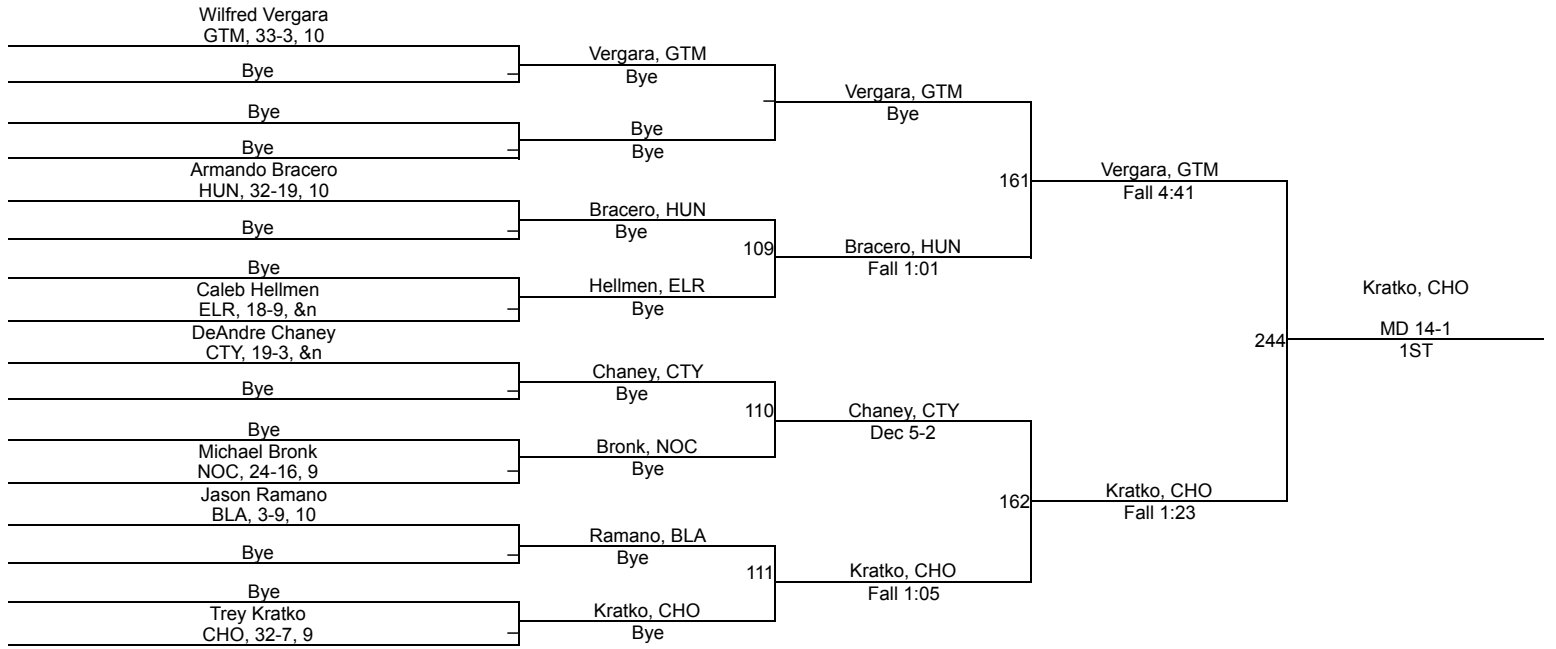 Wilfred Vergara
GTM, 33-3, 10
Bye
Bye
Bye
Armando Bracero
HUN, 32-19, 10
Bye
Bye
Caleb Hellmen
ELR, 18-9, &n
DeAndre Chaney
CTY, 19-3, &n
Bye
Bye
Michael Bronk
NOC, 24-16, 9
Jason Ramano
BLA, 3-9, 10
Bye
Bye
Trey Kratko
CHO, 32-7, 9
Vergara, GTM
Bye
Bye
Bye
Bracero, HUN
Bye
109
Hellmen, ELR
Bye
Chaney, CTY
Bye
110
Bronk, NOC
Bye
Ramano, BLA
Bye
111
Kratko, CHO
Bye
Vergara, GTM
Bye
161
Bracero, HUN
Fall 1:01
Chaney, CTY
Dec 5-2
162
Kratko, CHO
Fall 1:05
Vergara, GTM
Fall 4:41
244
Kratko, CHO
Fall 1:23
Kratko, CHO
MD 14-1
1ST